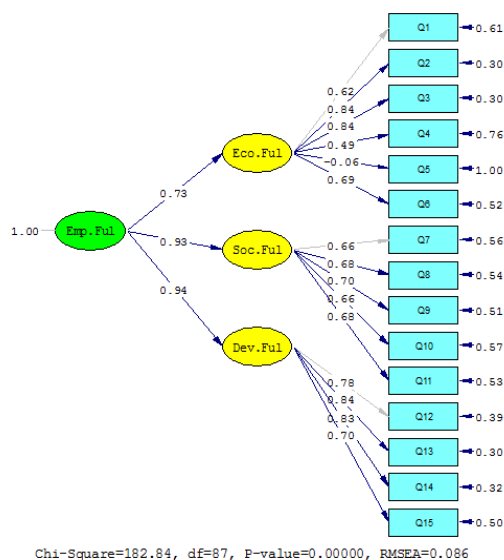 Q1 0.61
Q2 0.30
Q3 0.30
0.62
0.84
0.84
Q4 0.76
0.49
Eco.Ful
-0.06
Q5 1.00
0.69
Q6 0.52
0.73
1.00 Emp.Ful
Q7 0.56
0.93
Soc.Ful
0.66
0.68
Q8 0.54
0.70
0.66
0.68
Q9 0.51
0.94
Q10 0.57
Dev.Ful
Q11 0.53
0.78
0.84
0.83
0.70
Q12 0.39
Q13 0.30
Q14 0.32
Q15 0.50
Chi-Square=182.84, df=87, P-value=0.00000, RMSEA=0.086